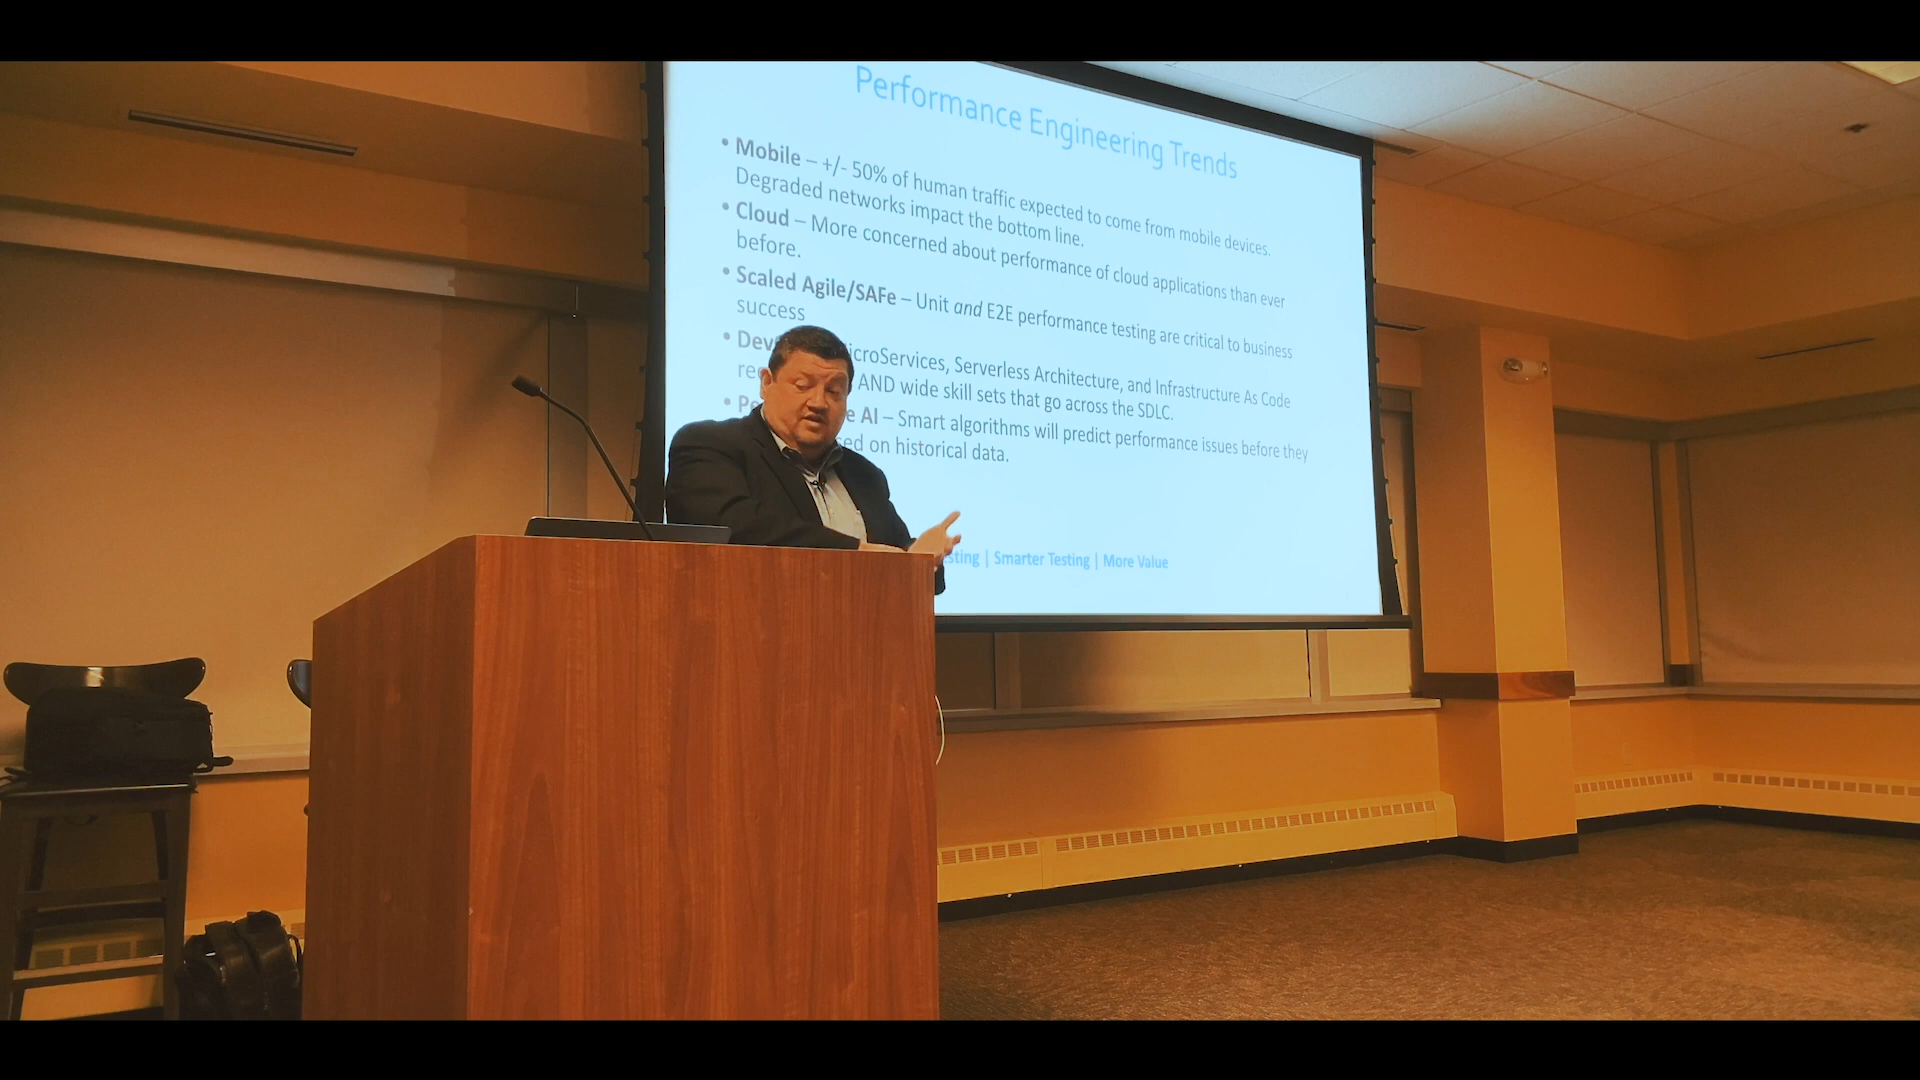 Performance Engineering Trends
• Mobile – +/- 50% of human traffic expected to come from mobile devices.
Degraded networks impact the bottom line.
• Cloud – More concerned about performance of cloud applications than ever
before.
• Scaled Agile/SAFe – Unit and E2E performance testing are critical to business
success
• Dev icroServices, Serverless Architecture, and Infrastructure As Code
AND wide skill sets that go across the SDLC.
• AI – Smart algorithms will predict performance issues before they
on historical data.
sting | Smarter Testing | More Value